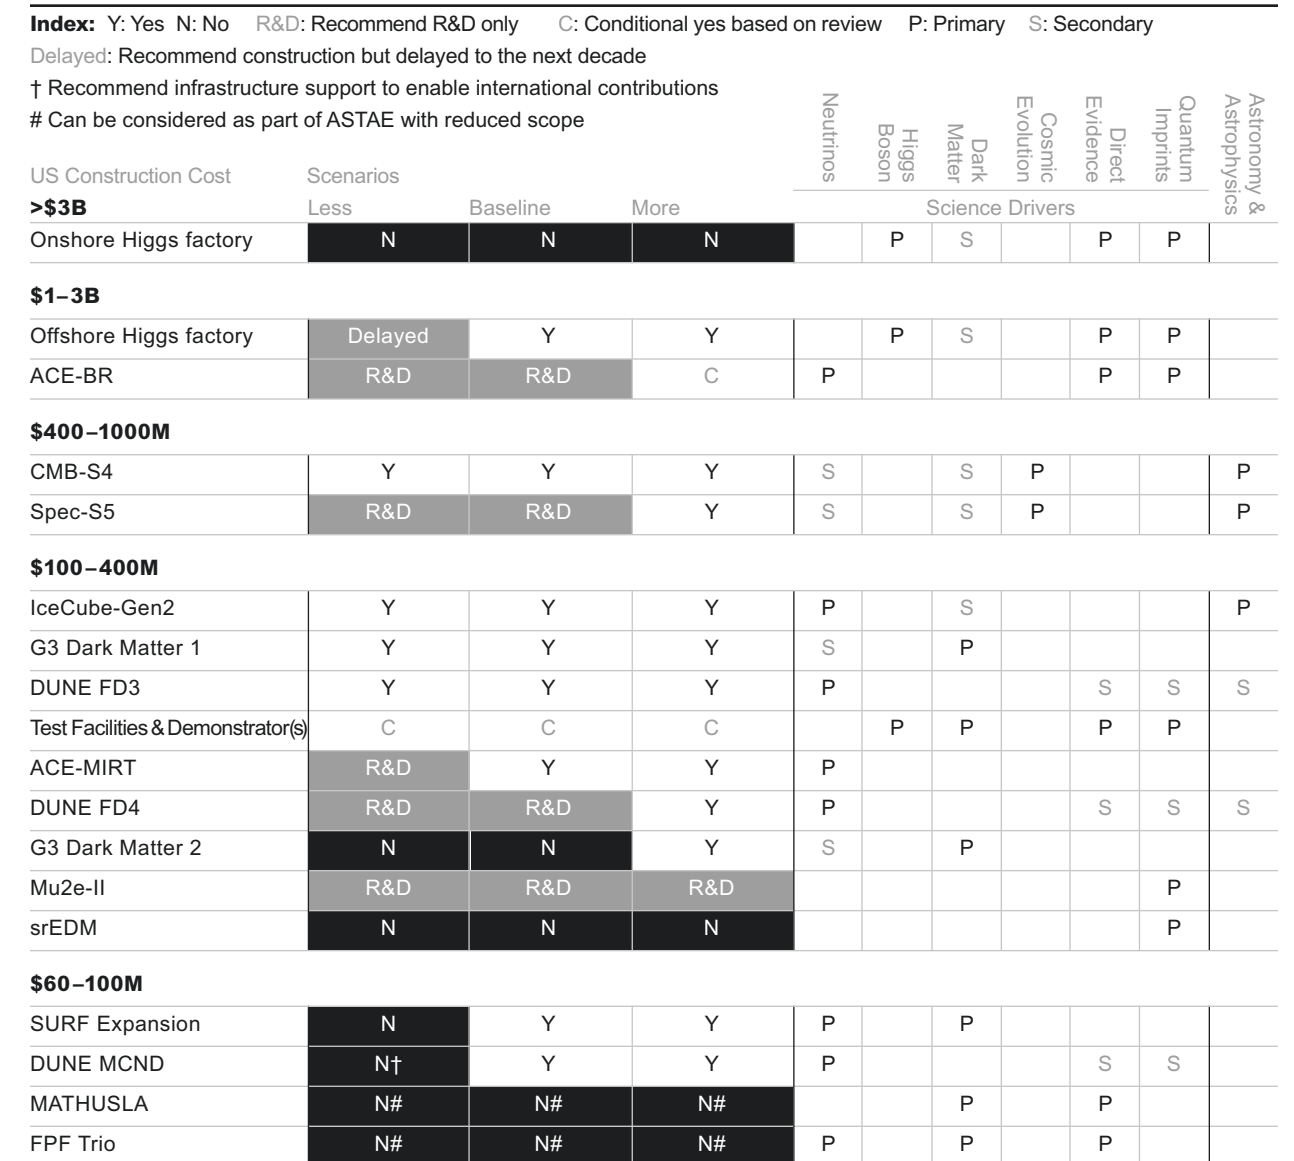 Index: Y: Yes N: No R&D: Recommend R&D only C: Conditional yes based on review P: Primary S: Secondary
Delayed: Recommend construction but delayed to the next decade
† Recommend infrastructure support to enable international contributions
# Can be considered as part of ASTAE with reduced scope
Neutrinos
Higgs
Boson
Dark
Matter
Cosmic
Evolution
Direct
Evidence
Quantum
Imprints
Astronomy &
Astrophysics
US Construction Cost Scenarios
>$3B Less Baseline More Science Drivers
Onshore Higgs factory N N N P S P P
$1–3B
Offshore Higgs factory Delayed Y Y P S P P
ACE-BR R&D R&D C P P P
$400–1000M
CMB-S4 Y Y Y S S P P
Spec-S5 R&D R&D Y S S P P
$100–400M
IceCube-Gen2 Y Y Y P S P
G3 Dark Matter 1 Y Y Y S P
DUNE FD3 Y Y Y P S S S
Test Facilities & Demonstrator(s) C C C P P P P
ACE-MIRT R&D Y Y P
DUNE FD4 R&D R&D Y P S S S
G3 Dark Matter 2 N N Y S P
Mu2e-II R&D R&D R&D P
srEDM N N N P
$60–100M
SURF Expansion N Y Y P P
DUNE MCND N† Y Y P S S
MATHUSLA N# N# N# P P
FPF Trio N# N# N# P P P